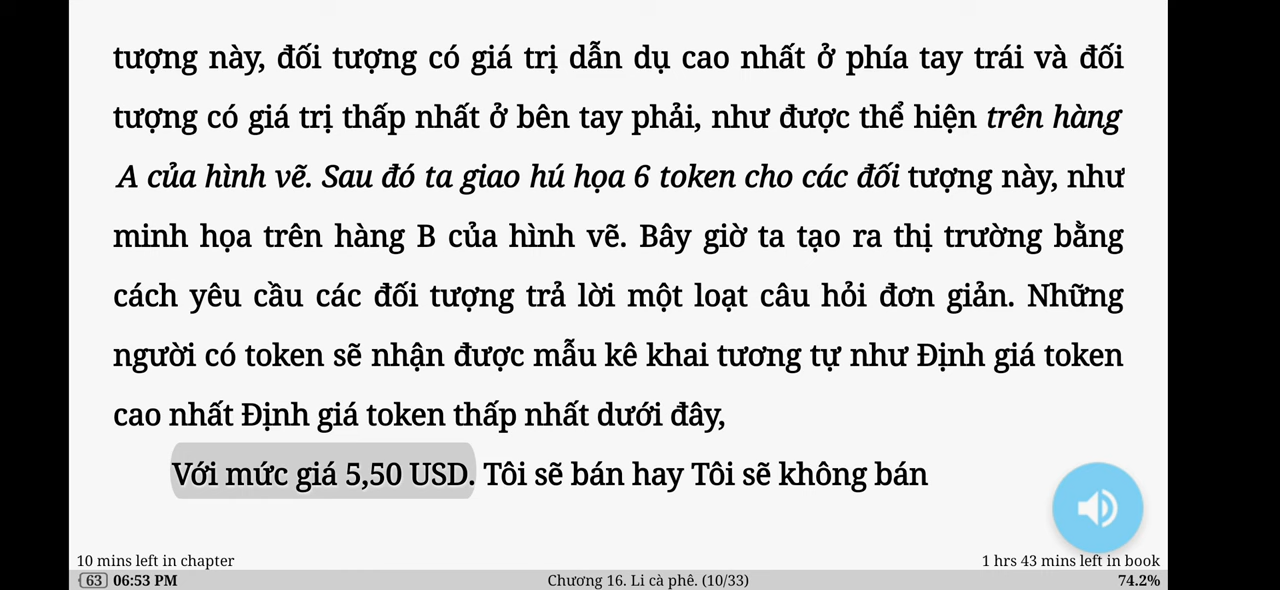 tượng này, đối tượng có giá trị dẫn dụ cao nhất ở phía tay trái và đối
tượng có giá trị thấp nhất ở bên tay phải, như được thể hiện trên hàng
A của hình vẽ. Sau đó ta giao hú họa 6 token cho các đối tượng này, như
minh họa trên hàng B của hình vẽ. Bây giờ ta tạo ra thị trường bằng
cách yêu cầu các đối tượng trả lời một loạt câu hỏi đơn giản. Những
người có token sẽ nhận được mẫu kê khai tương tự như Định giá token
cao nhất Định giá token thấp nhất dưới đây,
Với mức giá 5,50 USD. Tôi sẽ bán hay Tôi sẽ không bán
10 mins left in chapter 1 hrs 43 mins left in book
63 06:53 PM Chương 16. Li cà phê. (10/33) 74.2%